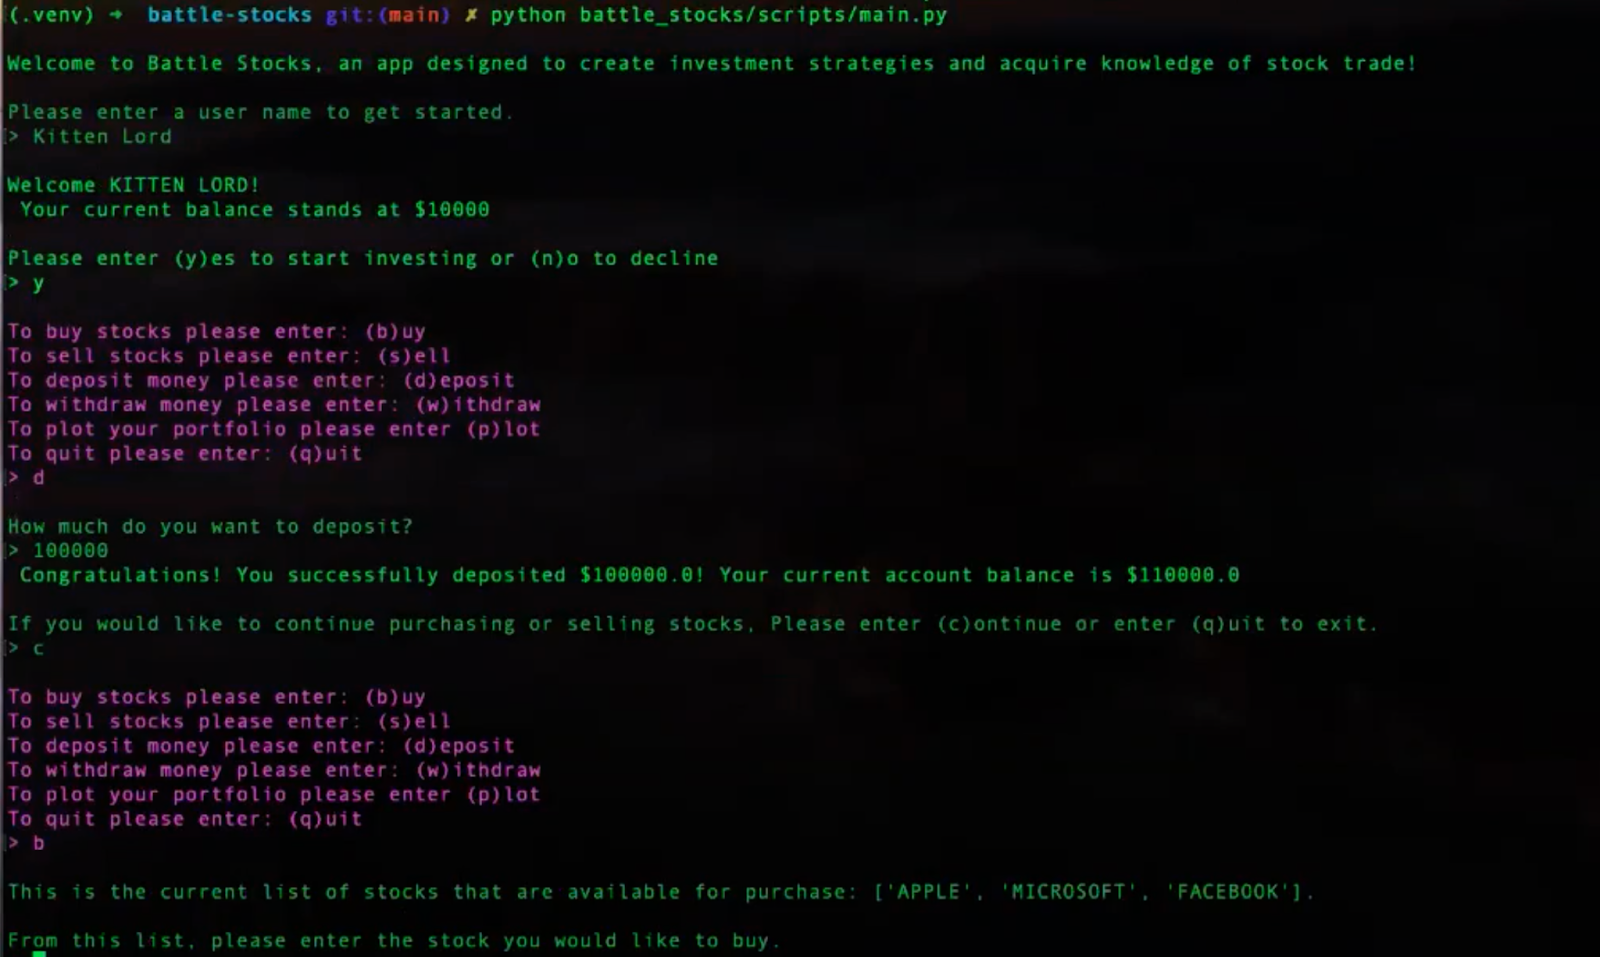 (.venv) → battle-stocks git:(main) ✗ python battle_stocks/scripts/main.py
Welcome to Battle Stocks, an app designed to create investment strategies and acquire knowledge of stock trade!
Please enter a user name to get started.
> Kitten Lord
Welcome KITTEN LORD!
Your current balance stands at $10000
Please enter (y)es to start investing or (n)o to decline
> y
To buy stocks please enter: (b)uy
To sell stocks please enter: (s)ell
To deposit money please enter: (d)eposit
To withdraw money please enter: (w)ithdraw
To plot your portfolio please enter (p)lot
To quit please enter: (q)uit
> d
How much do you want to deposit?
> 100000
Congratulations! You successfully deposited $100000.0! Your current account balance is $110000.0
If you would like to continue purchasing or selling stocks, Please enter (c)ontinue or enter (q)uit to exit.
> c
To buy stocks please enter: (b)uy
To sell stocks please enter: (s)ell
To deposit money please enter: (d)eposit
To withdraw money please enter: (w)ithdraw
To plot your portfolio please enter (p)lot
To quit please enter: (q)uit
> b
This is the current list of stocks that are available for purchase: ['APPLE', 'MICROSOFT', 'FACEBOOK'].
From this list, please enter the stock you would like to buy.